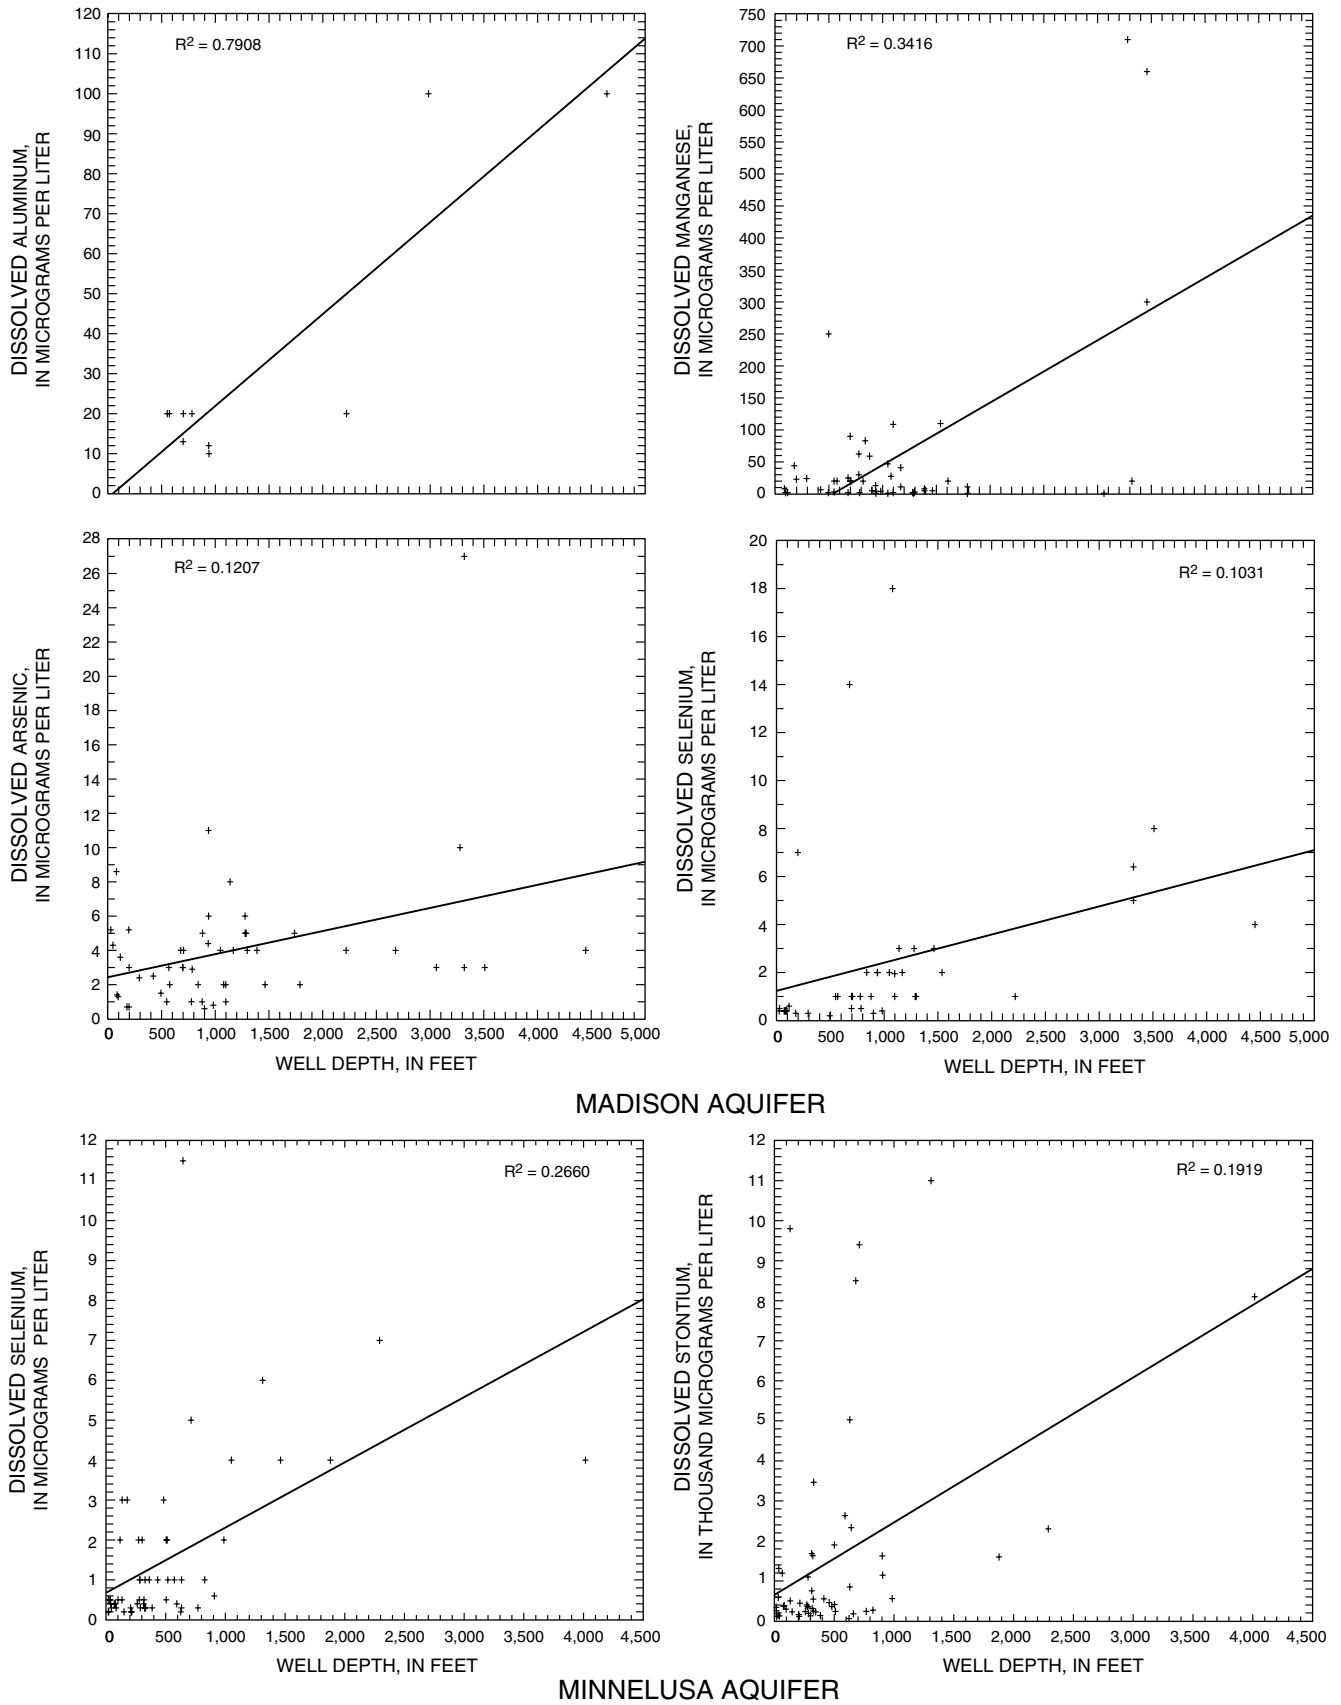 120
110
100
90
80
70
60
50
40
30
20
10
0
DISSOLVED ALUMINUM,
IN MICROGRAMS PER LITER
R2 = 0.7908
750
700
650
600
550
500
450
400
350
300
250
200
150
100
50
0
DISSOLVED MANGANESE,
IN MICROGRAMS PER LITER
R2 = 0.3416
28
26
24
22
20
18
16
14
12
10
8
6
4
2
0
DISSOLVED ARSENIC,
IN MICROGRAMS PER LITER
R2 = 0.1207
0 500 1,000 1,500 2,000 2,500 3,000 3,500 4,000 4,500 5,000
WELL DEPTH, IN FEET
20
18
16
14
12
10
8
6
4
2
0
DISSOLVED SELENIUM,
IN MICROGRAMS PER LITER
R2 = 0.1031
0 500 1,000 1,500 2,000 2,500 3,000 3,500 4,000 4,500 5,000
WELL DEPTH, IN FEET
MADISON AQUIFER
12
11
10
9
8
7
6
5
4
3
2
1
0
DISSOLVED SELENIUM,
IN MICROGRAMS PER LITER
R2 = 0.2660
0 500 1,000 1,500 2,000 2,500 3,000 3,500 4,000 4,500
WELL DEPTH, IN FEET
12
11
10
9
8
7
6
5
4
3
2
1
0
DISSOLVED STONTIUM,
IN THOUSAND MICROGRAMS PER LITER
R2 = 0.1919
0 500 1,000 1,500 2,000 2,500 3,000 3,500 4,000 4,500
WELL DEPTH, IN FEET
MINNELUSA AQUIFER